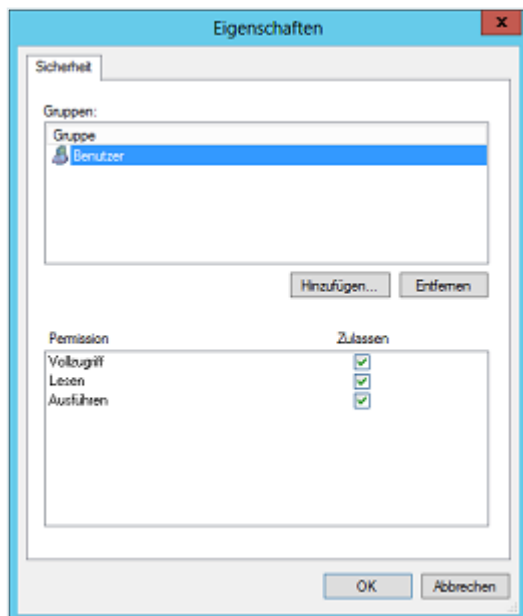 Eigenschaften
x
Sicherheit
Gruppen:
Gruppe
Benutzer
Hinzufügen... Entfernen
Permission Zulassen
Vollzugriff
Lesen
Ausführen
OK Abbrechen